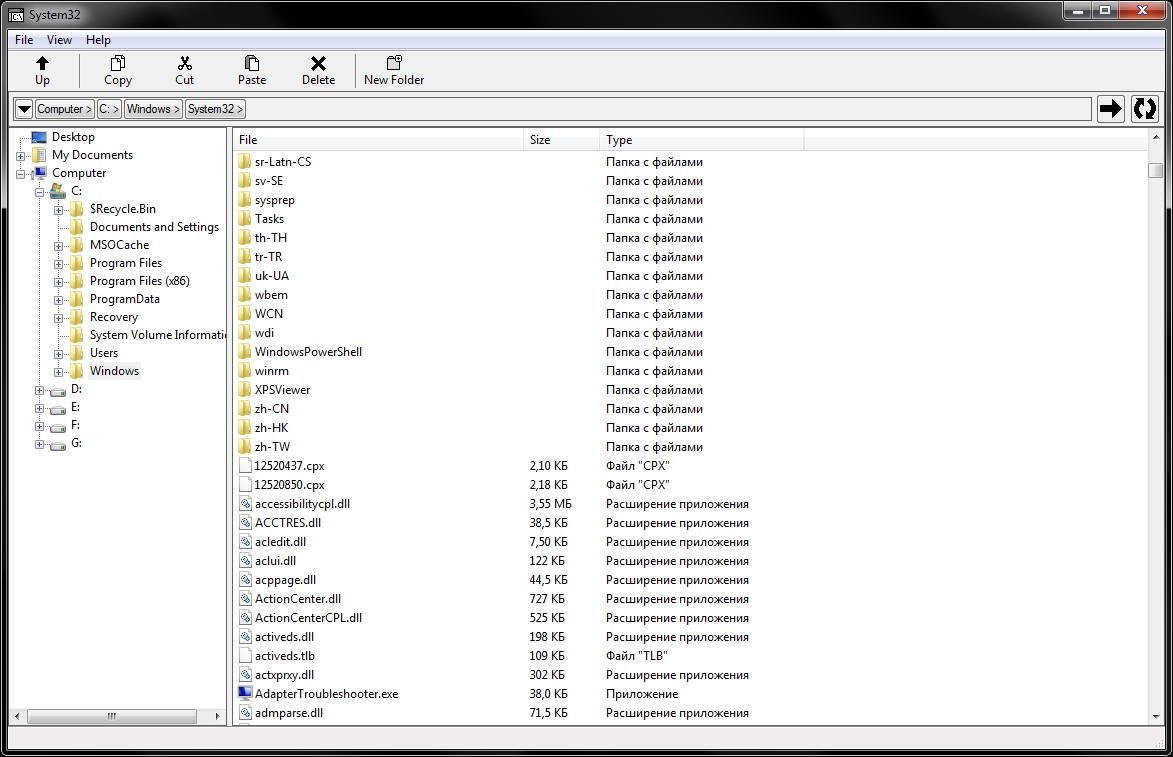 System32
File View Help
Up Copy Cut Paste Delete New Folder
Computer > C: > Windows > System32 >
Desktop
My Documents
Computer
C:
$Recycle.Bin
Documents and Settings
MSOCache
Program Files
Program Files (x86)
ProgramData
Recovery
System Volume Informati
Users
Windows
D:
E:
F:
G:
File Size Type
sr-Latn-CS Папка с файлами
sv-SE Папка с файлами
sysprep Папка с файлами
Tasks Папка с файлами
th-TH Папка с файлами
tr-TR Папка с файлами
uk-UA Папка с файлами
wbem Папка с файлами
WCN Папка с файлами
wdi Папка с файлами
WindowsPowerShell Папка с файлами
winrm Папка с файлами
XPSViewer Папка с файлами
zh-CN Папка с файлами
zh-HK Папка с файлами
zh-TW Папка с файлами
12520437.cpx 2,10 КБ Файл "CPX"
12520850.cpx 2,18 КБ Файл "CPX"
accessibilitycpl.dll 3,55 МБ Расширение приложения
ACCTRES.dll 38,5 КБ Расширение приложения
acledit.dll 7,50 КБ Расширение приложения
aclui.dll 122 КБ Расширение приложения
acppage.dll 44,5 КБ Расширение приложения
ActionCenter.dll 727 КБ Расширение приложения
ActionCenterCPL.dll 525 КБ Расширение приложения
activeds.dll 198 КБ Расширение приложения
activeds.tlb 109 КБ Файл "TLB"
actxprxy.dll 302 КБ Расширение приложения
AdapterTroubleshooter.exe 38,0 КБ Приложение
admparse.dll 71,5 КБ Расширение приложения